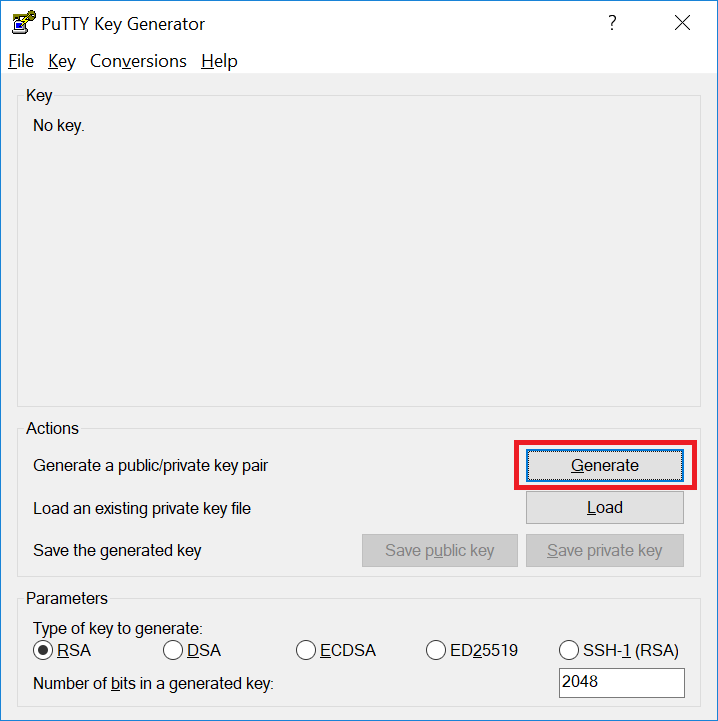 PuTTY Key Generator ?
File Key Conversions Help
Key
No key.
Actions
Generate a public/private key pair Generate
Load an existing private key file Load
Save the generated key Save public key Save private key
Parameters
Type of key to generate:
RSA DSA ECDSA ED25519 SSH-1 (RSA)
Number of bits in a generated key: 2048